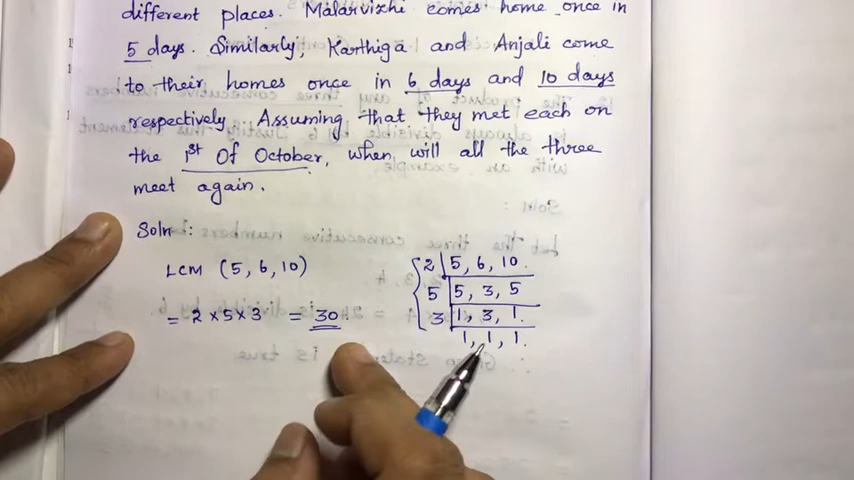 different places. Malarvizhi comes home once in
5 days. Similarly, Karthiga and Anjali come
to their homes once in 6 days and 10 days
respectively. Assuming that they met each on
the 1st Of October, when will all the three
meet again.
Soln:
LCM (5, 6, 10)
= 2 × 5 × 3 = 30
2 | 5, 6, 10.
5 | 5, 3, 5
3 | 1, 3, 1.
1, 1, 1.